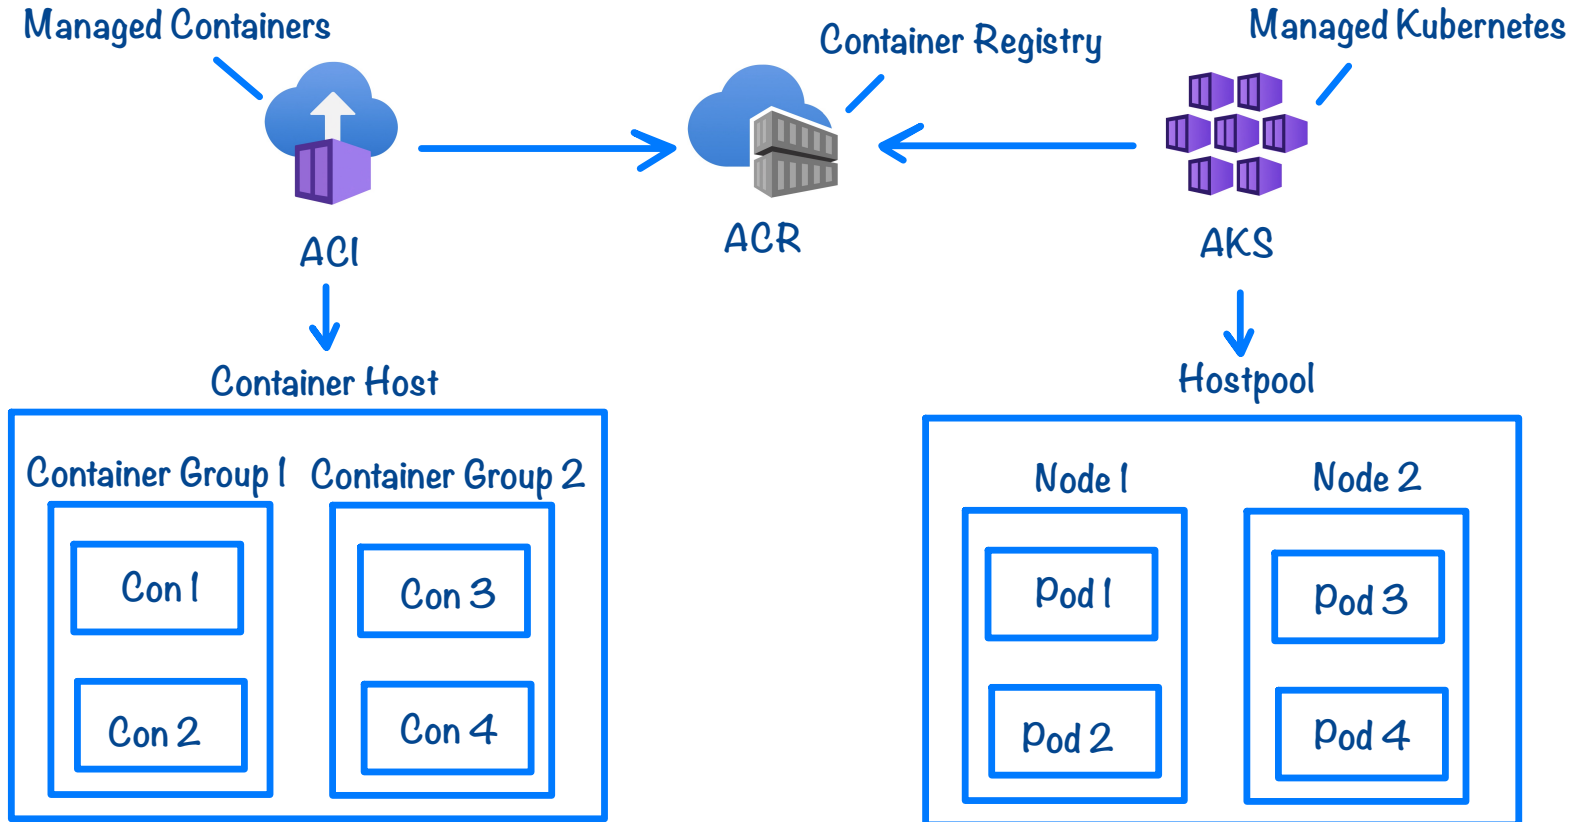 Managed Containers
Container Registry
Managed Kubernetes
ACI
ACR
AKS
Container Host
Hostpool
Container Group 1
Container Group 2
Node 1
Node 2
Con 1
Con 3
Pod 1
Pod 3
Con 2
Con 4
Pod 2
Pod 4